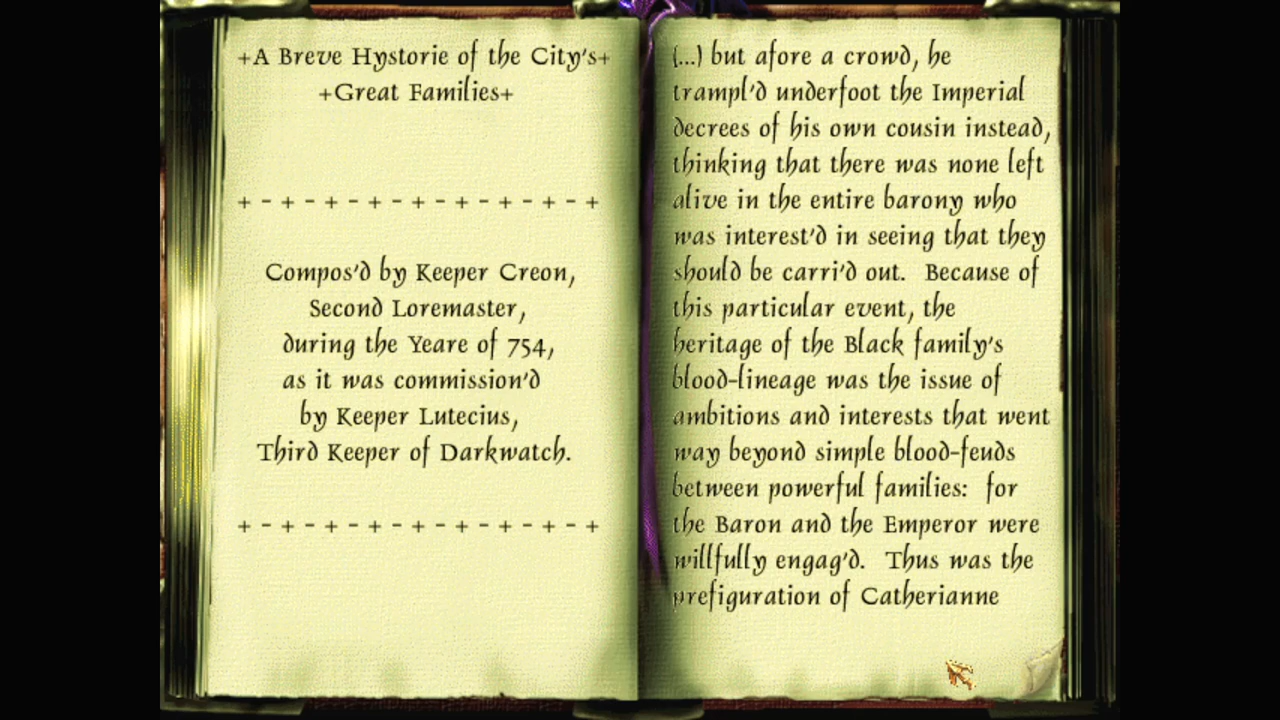 +A Breve Hystorie of the City's+
+Great Families+
+ - + - + - + - + - + - + - + - +
Compos'd by Keeper Creon,
Second Loremaster,
during the Yeare of 754,
as it was commission'd
by Keeper Lutecius,
Third Keeper of Darkwatch.
+ - + - + - + - + - + - + - + - +
(...) but afore a crowd, he
trampl'd underfoot the Imperial
decrees of his own cousin instead,
thinking that there was none left
alive in the entire barony who
was interest'd in seeing that they
should be carri'd out.  Because of
this particular event, the
heritage of the Black family's
blood-lineage was the issue of
ambitions and interests that went
way beyond simple blood-feuds
between powerful families:  for
the Baron and the Emperor were
willfully engag'd.  Thus was the
prefiguration of Catherianne